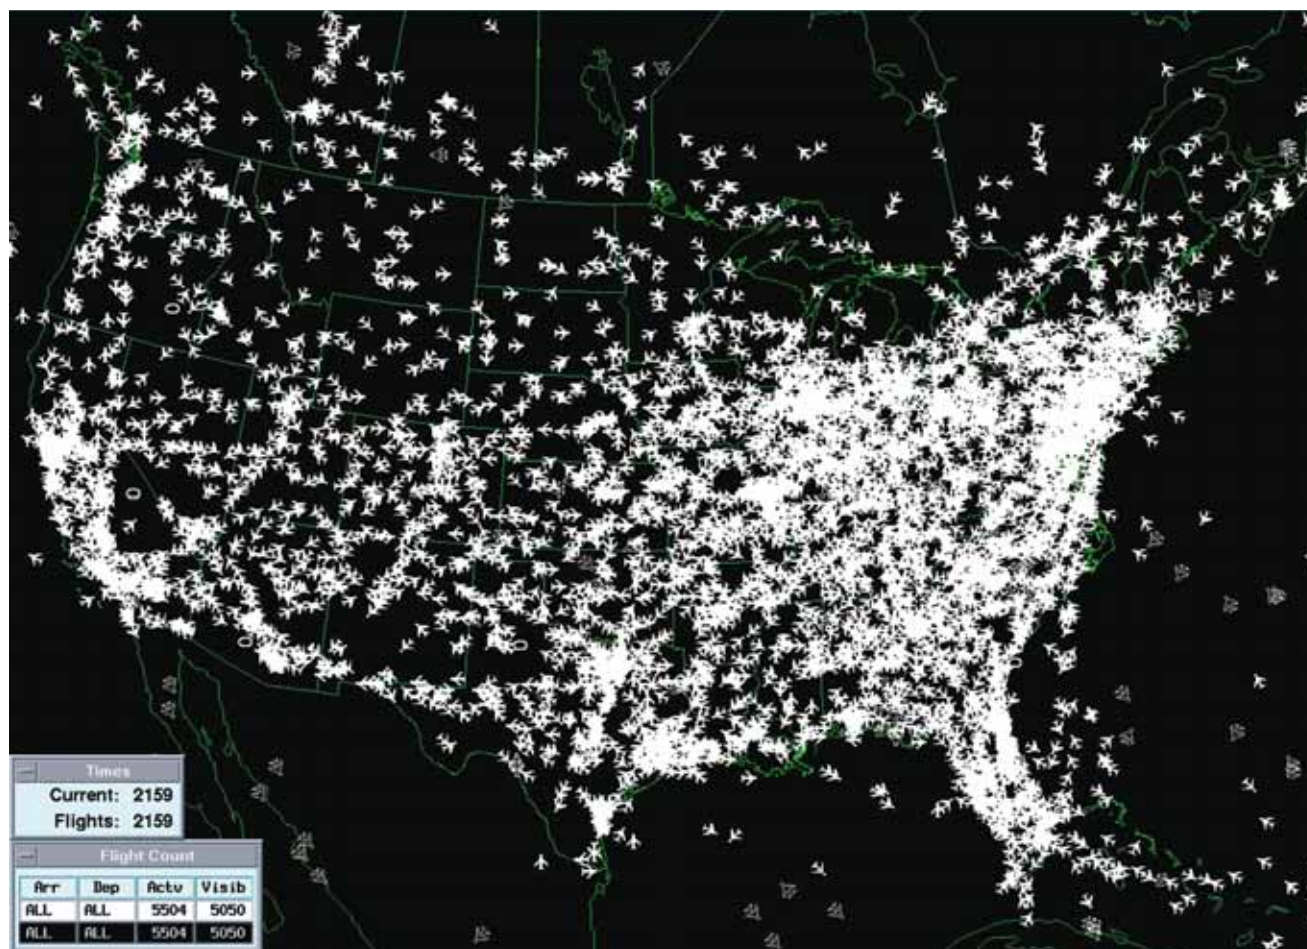 Times
Current: 2159
Flights: 2159
Flight Count
Arr Dep Actv Visib
ALL ALL 5504 5050
ALL ALL 5504 5050